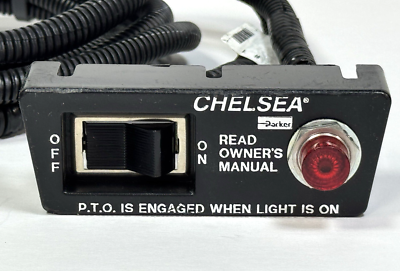 CHELSEA®
Parker
OFF
ON
READ
OWNER'S
MANUAL
P.T.O. IS ENGAGED WHEN LIGHT IS ON